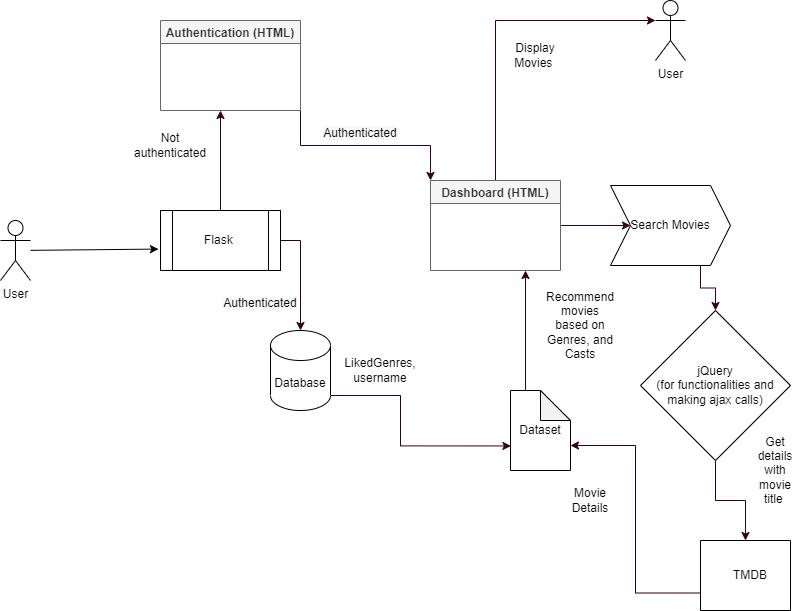 Authentication (HTML)
Display
Movies
User
Not
authenticated
Authenticated
Dashboard (HTML)
Search Movies
Flask
User
Authenticated
Recommend
movies
based on
Genres, and
Casts
LikedGenres,
username
Database
jQuery
(for functionalities and
making ajax calls)
Dataset
Get
details
with
movie
title
Movie
Details
TMDB